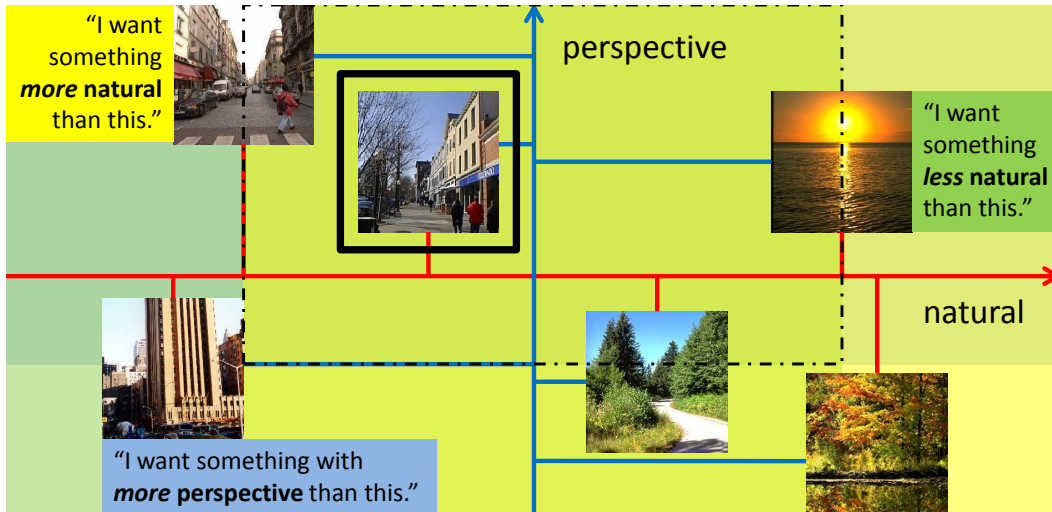 “I want
something
more natural
than this.”
perspective
“I want
something
less natural
than this.”
natural
“I want something with
more perspective than this.”